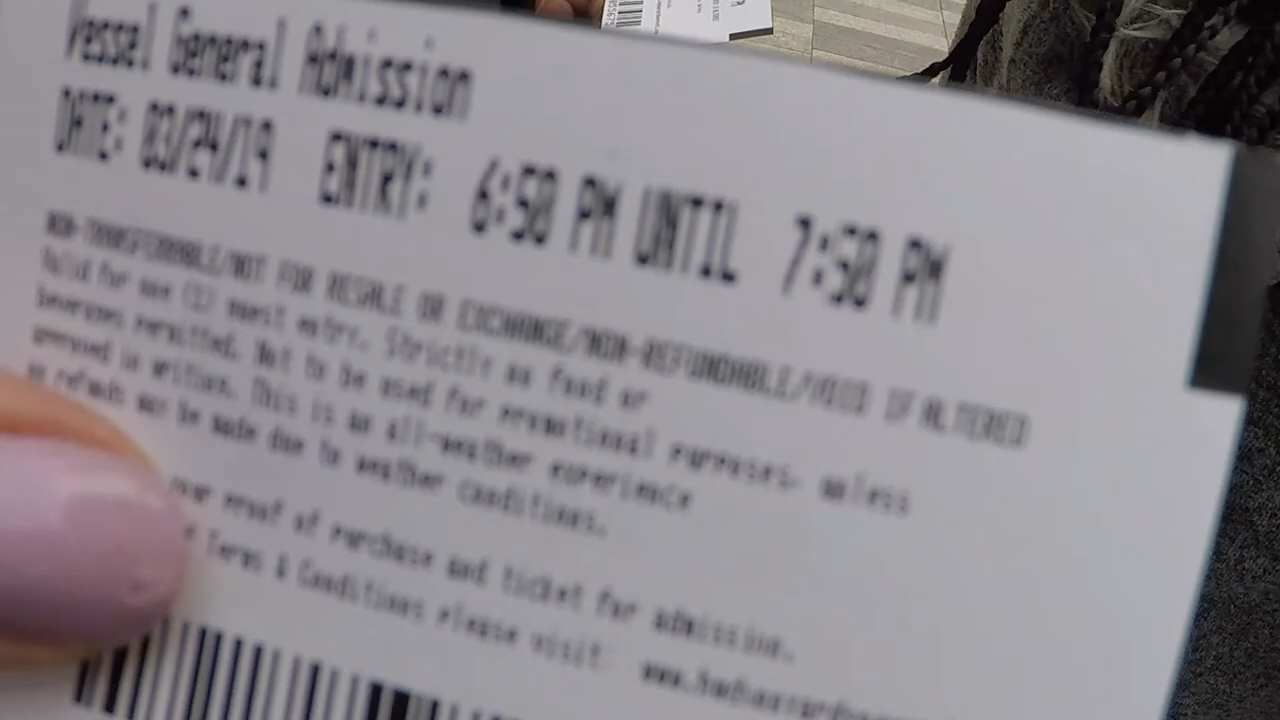 Vessel General Admission
DATE: 03/24/19 ENTRY: 6:50 PM UNTIL 7:50 PM
NON-TRANSFERABLE/NOT FOR RESALE OR EXCHANGE/NON-REFUNDABLE/VOID IF ALTERED
Valid for one (1) guest entry. Strictly no food or
beverages permitted. Not to be used for promotional purposes- unless
approved in writing. This is an all-weather experience
no refunds will be made due to weather conditions.
your proof of purchase and ticket for admission.
Terms & Conditions please visit: